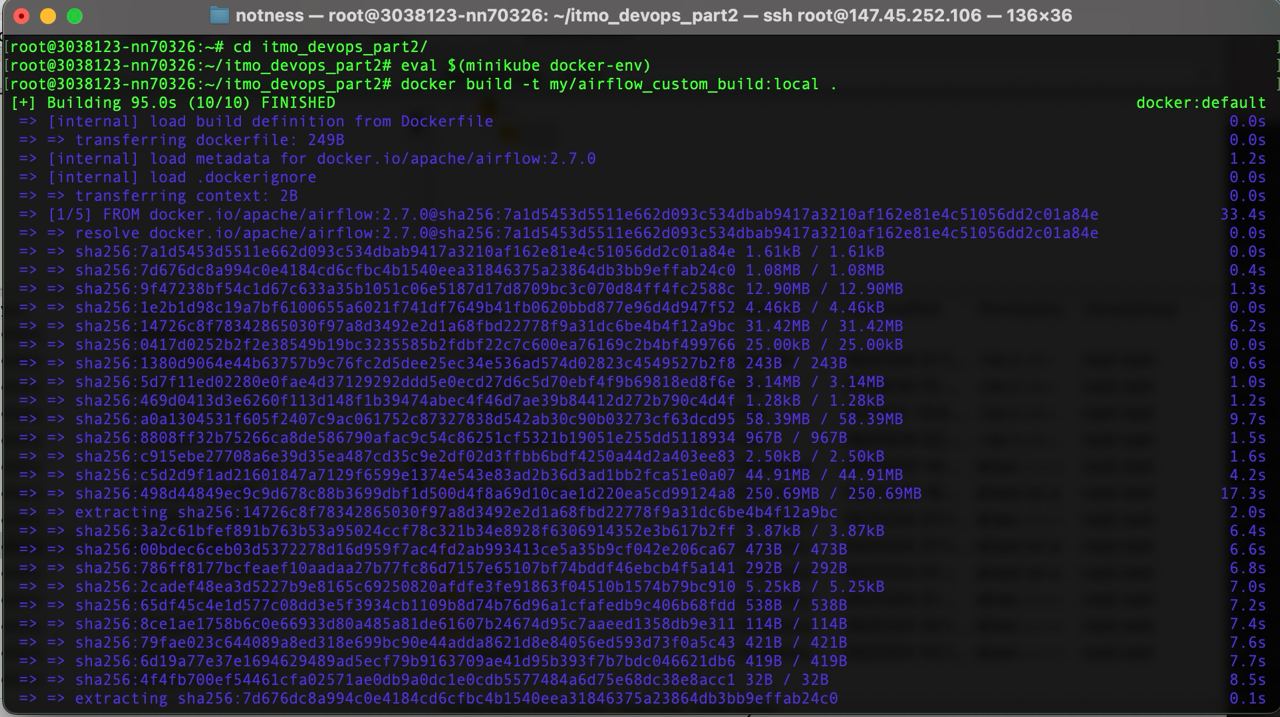 notness — root@3038123-nn70326: ~/itmo_devops_part2 — ssh root@147.45.252.106 — 136×36
[root@3038123-nn70326:~# cd itmo_devops_part2/ ]
[root@3038123-nn70326:~/itmo_devops_part2# eval $(minikube docker-env) ]
[root@3038123-nn70326:~/itmo_devops_part2# docker build -t my/airflow_custom_build:local . ]
[+] Building 95.0s (10/10) FINISHED docker:default
=> [internal] load build definition from Dockerfile 0.0s
=> => transferring dockerfile: 249B 0.0s
=> [internal] load metadata for docker.io/apache/airflow:2.7.0 1.2s
=> [internal] load .dockerignore 0.0s
=> => transferring context: 2B 0.0s
=> [1/5] FROM docker.io/apache/airflow:2.7.0@sha256:7a1d5453d5511e662d093c534dbab9417a3210af162e81e4c51056dd2c01a84e 33.4s
=> => resolve docker.io/apache/airflow:2.7.0@sha256:7a1d5453d5511e662d093c534dbab9417a3210af162e81e4c51056dd2c01a84e 0.0s
=> => sha256:7a1d5453d5511e662d093c534dbab9417a3210af162e81e4c51056dd2c01a84e 1.61kB / 1.61kB 0.0s
=> => sha256:7d676dc8a994c0e4184cd6cfbc4b1540eea31846375a23864db3bb9effab24c0 1.08MB / 1.08MB 0.4s
=> => sha256:9f47238bf54c1d67c633a35b1051c06e5187d17d8709bc3c070d84ff4fc2588c 12.90MB / 12.90MB 1.3s
=> => sha256:1e2b1d98c19a7bf6100655a6021f741df7649b41fb0620bbd877e96d4d947f52 4.46kB / 4.46kB 0.0s
=> => sha256:14726c8f78342865030f97a8d3492e2d1a68fbd22778f9a31dc6be4b4f12a9bc 31.42MB / 31.42MB 6.2s
=> => sha256:0417d0252b2f2e38549b19bc3235585b2fdbf22c7c600ea76169c2b4bf499766 25.00kB / 25.00kB 0.0s
=> => sha256:1380d9064e44b63757b9c76fc2d5dee25ec34e536ad574d02823c4549527b2f8 243B / 243B 0.6s
=> => sha256:5d7f11ed02280e0fae4d37129292ddd5e0ecd27d6c5d70ebf4f9b69818ed8f6e 3.14MB / 3.14MB 1.0s
=> => sha256:469d0413d3e6260f113d148f1b39474abec4f46d7ae39b84412d272b790c4d4f 1.28kB / 1.28kB 1.2s
=> => sha256:a0a1304531f605f2407c9ac061752c87327838d542ab30c90b03273cf63dcd95 58.39MB / 58.39MB 9.7s
=> => sha256:8808ff32b75266ca8de586790afac9c54c86251cf5321b19051e255dd5118934 967B / 967B 1.5s
=> => sha256:c915ebe27708a6e39d35ea487cd35c9e2df02d3ffbb6bdf4250a44d2a403ee83 2.50kB / 2.50kB 1.6s
=> => sha256:c5d2d9f1ad21601847a7129f6599e1374e543e83ad2b36d3ad1bb2fca51e0a07 44.91MB / 44.91MB 4.2s
=> => sha256:498d44849ec9c9d678c88b3699dbf1d500d4f8a69d10cae1d220ea5cd99124a8 250.69MB / 250.69MB 17.3s
=> => extracting sha256:14726c8f78342865030f97a8d3492e2d1a68fbd22778f9a31dc6be4b4f12a9bc 2.0s
=> => sha256:3a2c61bfef891b763b53a95024ccf78c321b34e8928f6306914352e3b617b2ff 3.87kB / 3.87kB 6.4s
=> => sha256:00bdec6ceb03d5372278d16d959f7ac4fd2ab993413ce5a35b9cf042e206ca67 473B / 473B 6.6s
=> => sha256:786ff8177bcfeaef10aadaa27b77fc86d7157e65107bf74bddf46ebcb4f5a141 292B / 292B 6.8s
=> => sha256:2cadef48ea3d5227b9e8165c69250820afdfe3fe91863f04510b1574b79bc910 5.25kB / 5.25kB 7.0s
=> => sha256:65df45c4e1d577c08dd3e5f3934cb1109b8d74b76d96a1cfafedb9c406b68fdd 538B / 538B 7.2s
=> => sha256:8ce1ae1758b6c0e66933d80a485a81de61607b24674d95c7aaeed1358db9e311 114B / 114B 7.4s
=> => sha256:79fae023c644089a8ed318e699bc90e44adda8621d8e84056ed593d73f0a5c43 421B / 421B 7.6s
=> => sha256:6d19a77e37e1694629489ad5ecf79b9163709ae41d95b393f7b7bdc046621db6 419B / 419B 7.7s
=> => sha256:4f4fb700ef54461cfa02571ae0db9a0dc1e0cdb5577484a6d75e68dc38e8acc1 32B / 32B 8.5s
=> => extracting sha256:7d676dc8a994c0e4184cd6cfbc4b1540eea31846375a23864db3bb9effab24c0 0.1s